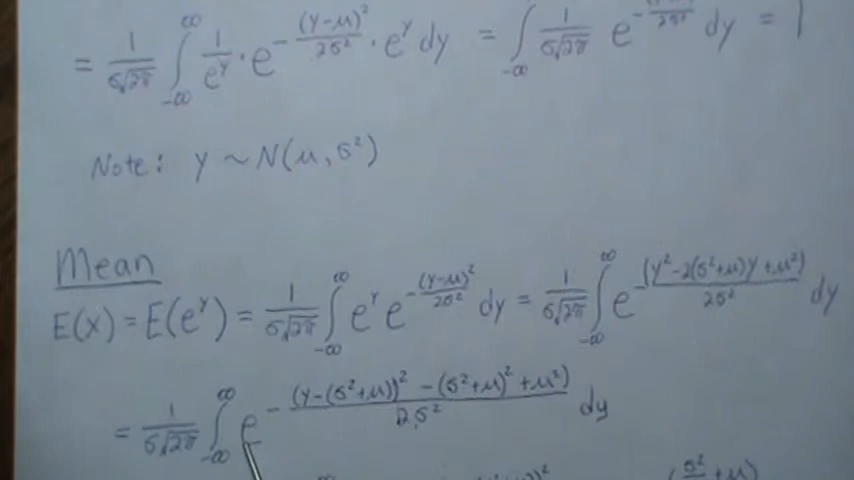 = 1/(σ√2π) ∫_{-∞}^{∞} 1/e^y · e^{-(y-μ)²/2σ²} · e^y dy = ∫_{-∞} 1/(σ√2π) e^{-/2σ²} dy = 1
Note: Y ~ N(μ, σ²)
Mean
E(X) = E(e^Y) = 1/(σ√2π) ∫_{-∞}^{∞} e^y e^{-(y-μ)²/2σ²} dy = 1/(σ√2π) ∫_{-∞}^{∞} e^{-(y²-2(σ²+μ)y+μ²)/2σ²} dy
= 1/(σ√2π) ∫_{-∞}^{∞} e^{-((y-(σ²+μ))²-(σ²+μ)²+μ²)/2σ²} dy